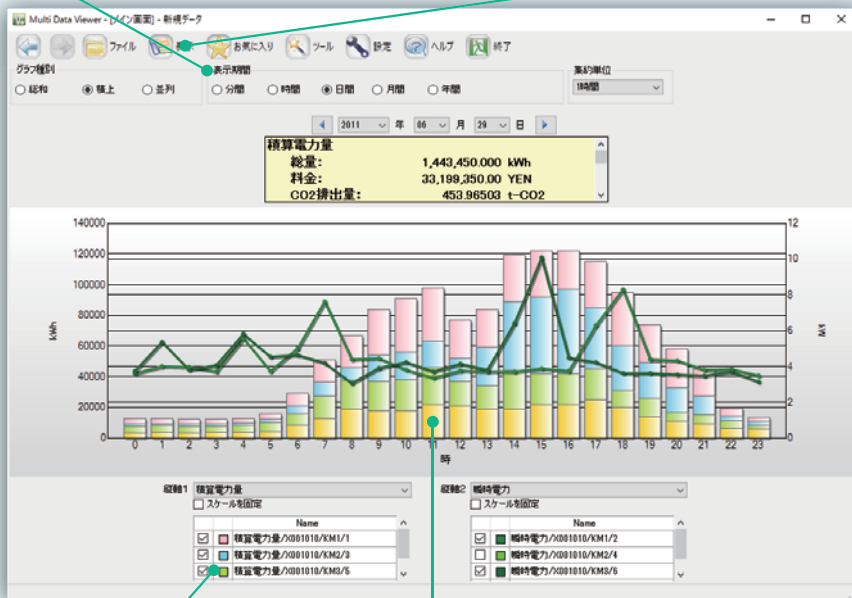 Multi Data Viewer - [メイン画面] - 新規データ
ファイル お気に入り ツール 設定 ヘルプ 終了
グラフ種別 表示期間 集約単位
総和 積上 並列 分間 時間 日間 月間 年間 1時間
2011 年 06 月 29 日
積算電力量
総量: 1,443,450.000 kWh
料金: 33,199,350.00 YEN
CO2排出量: 453.96503 t-CO2
140000 12
120000 10
100000 8
80000 6
60000 4
40000 2
20000 0
0
kWh kW
0 1 2 3 4 5 6 7 8 9 10 11 12 13 14 15 16 17 18 19 20 21 22 23
時
縦軸1 積算電力量 縦軸2 瞬時電力
スケールを固定 スケールを固定
Name Name
積算電力量/X001010/KM1/1 瞬時電力/X001010/KM1/2
積算電力量/X001010/KM2/3 瞬時電力/X001010/KM2/4
積算電力量/X001010/KM3/5 瞬時電力/X001010/KM3/6